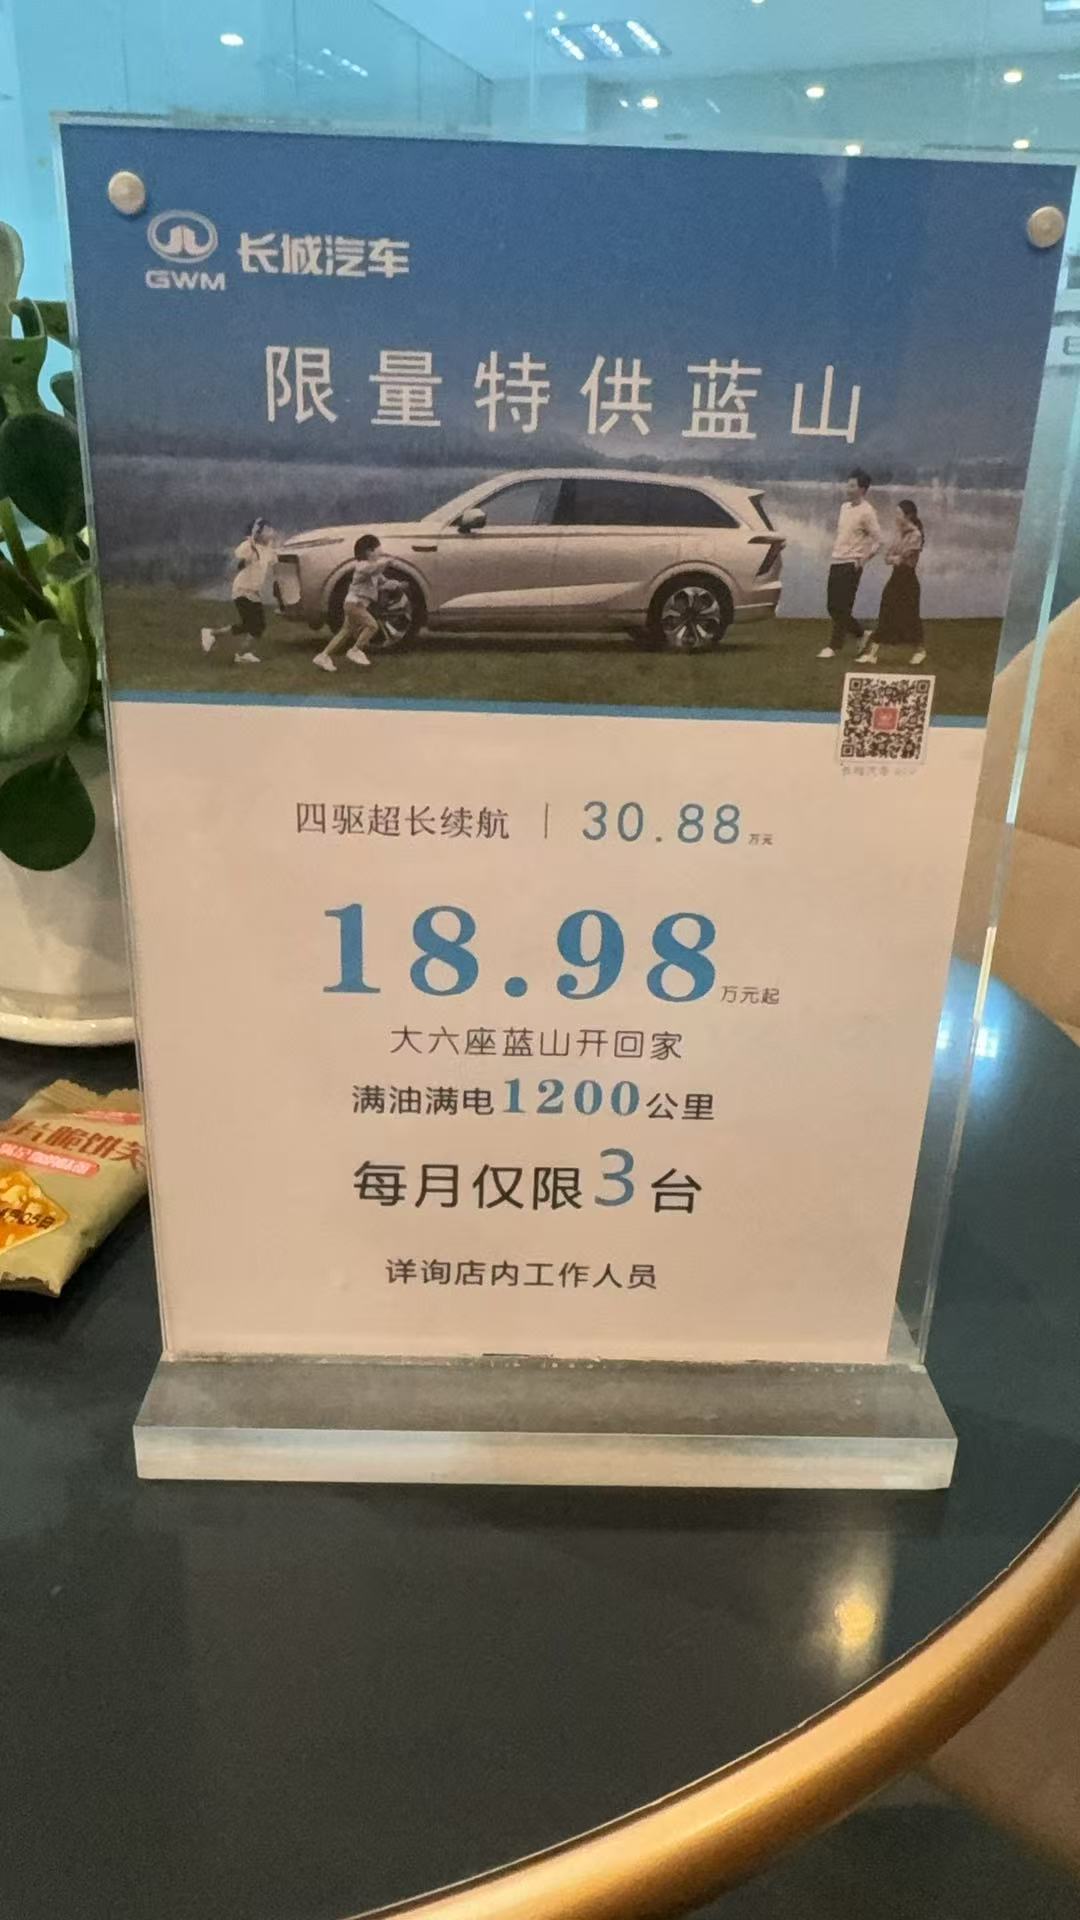 GWM 长城汽车
限量特供蓝山
四驱超长续航 | 30.88万元
18.98万元起
大六座蓝山开回家
满油满电1200公里
每月仅限3台
详询店内工作人员
片脆饼